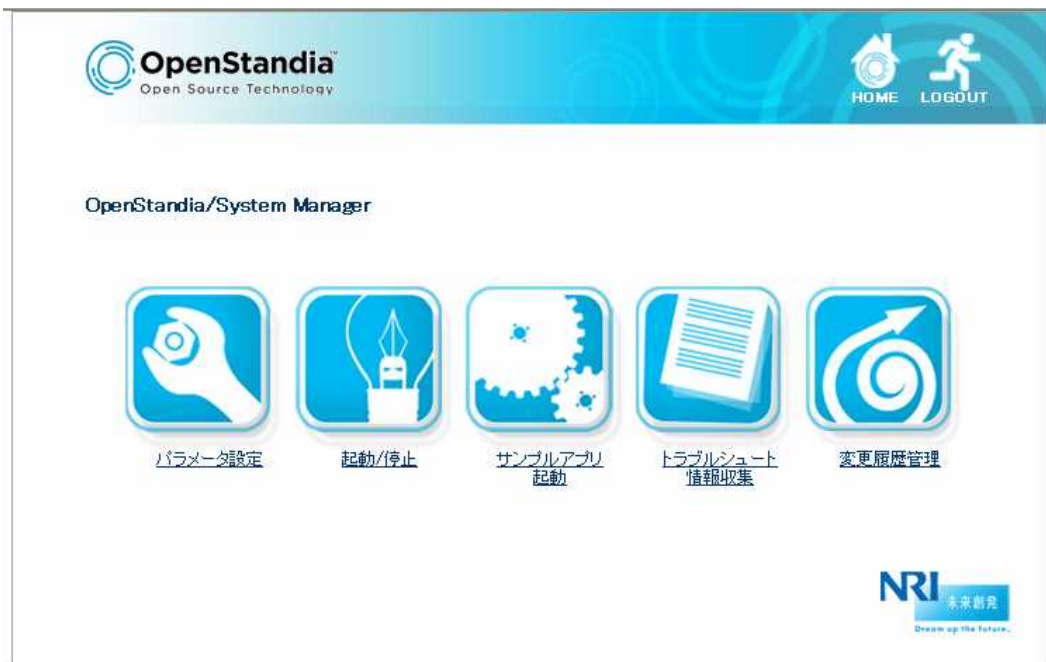 OpenStandia™
Open Source Technology
HOME LOGOUT
OpenStandia/System Manager
パラメータ設定
起動/停止
サンプルアプリ
起動
トラブルシュート
情報収集
変更履歴管理
NRI
未来創発
Dream up the future.